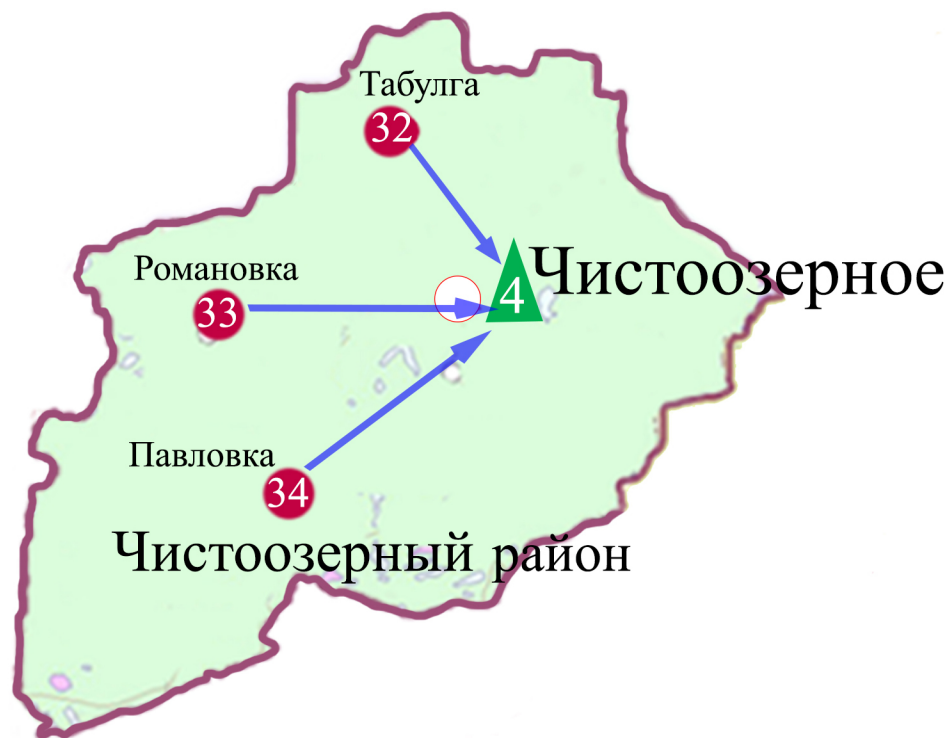 Табулга
32
Чистоозерное
4
Романовка
33
Павловка
34
Чистоозерный район